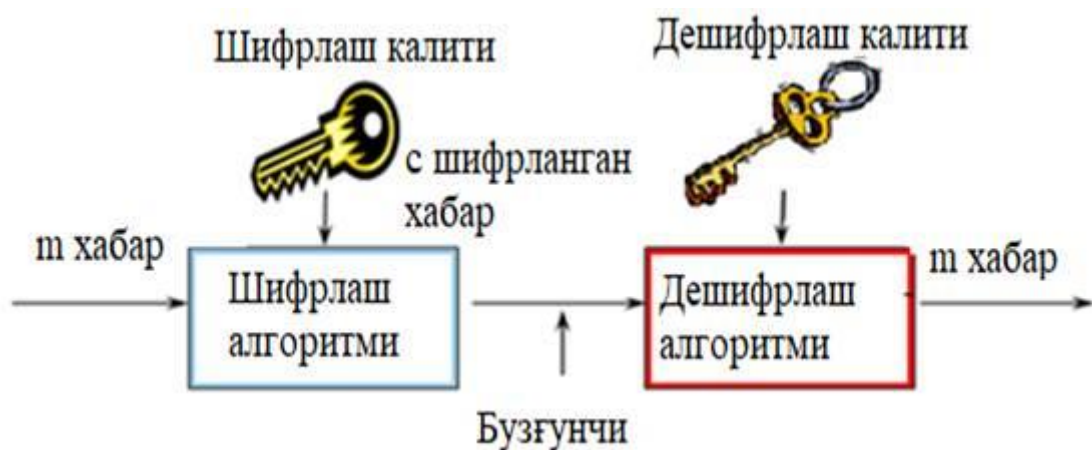 Шифрлаш калити
Дешифрлаш калити
с шифрланган
хабар
m хабар
Шифрлаш
алгоритми
Дешифрлаш
алгоритми
m хабар
Бузғунчи